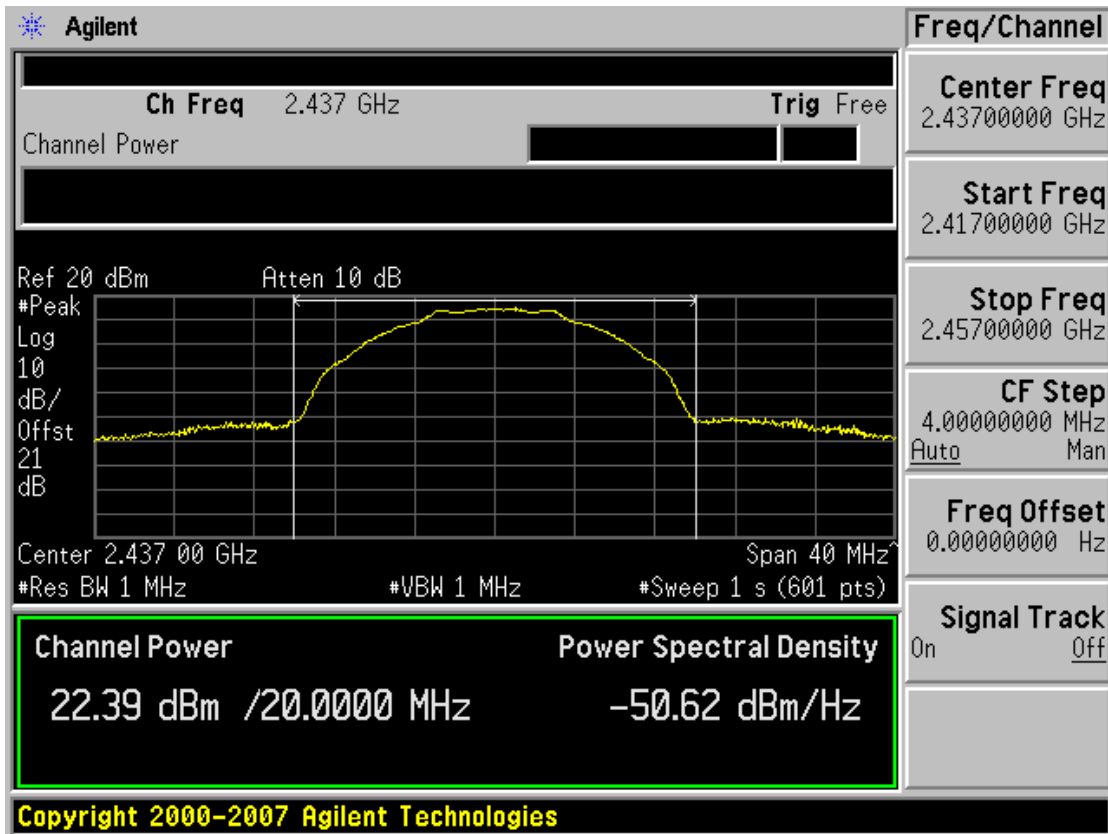 Agilent
Freq/Channel
Ch Freq 2.437 GHz Trig Free
Channel Power
Center Freq
2.43700000 GHz
Start Freq
2.41700000 GHz
Stop Freq
2.45700000 GHz
CF Step
4.00000000 MHz
Auto Man
Freq Offset
0.00000000 Hz
Signal Track
On Off
Ref 20 dBm Atten 10 dB
#Peak
Log
10
dB/
Offst
21
dB
Center 2.437 00 GHz Span 40 MHz^
#Res BW 1 MHz #VBW 1 MHz #Sweep 1 s (601 pts)
Channel Power Power Spectral Density
22.39 dBm /20.0000 MHz -50.62 dBm/Hz
Copyright 2000-2007 Agilent Technologies